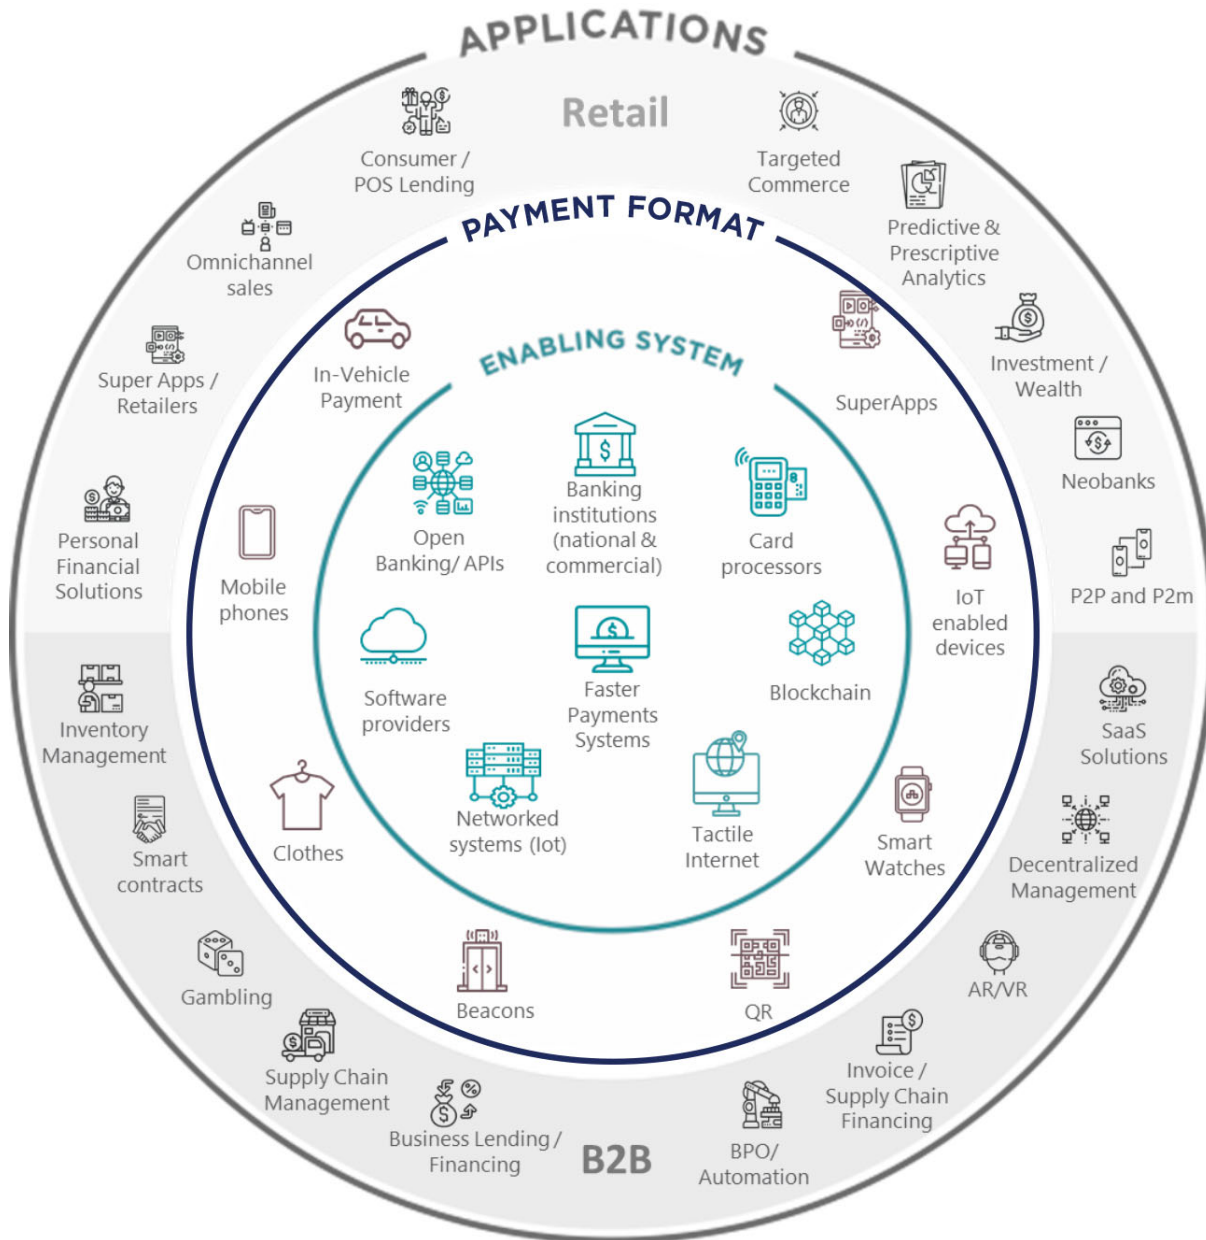 APPLICATIONS
Retail
Consumer /
POS Lending
Targeted
Commerce
Omnichannel
sales
Predictive &
Prescriptive
Analytics
Super Apps /
Retailers
Investment /
Wealth
Personal
Financial
Solutions
Neobanks
P2P and P2m
PAYMENT FORMAT
In-Vehicle
Payment
SuperApps
Mobile
phones
IoT
enabled
devices
Clothes
Smart
Watches
Beacons
QR
ENABLING SYSTEM
Open
Banking/ APIs
Banking
institutions
(national &
commercial)
Card
processors
Software
providers
Faster
Payments
Systems
Blockchain
Networked
systems (Iot)
Tactile
Internet
Inventory
Management
SaaS
Solutions
Smart
contracts
Decentralized
Management
Gambling
AR/VR
Supply Chain
Management
Invoice /
Supply Chain
Financing
Business Lending /
Financing
BPO/
Automation
B2B